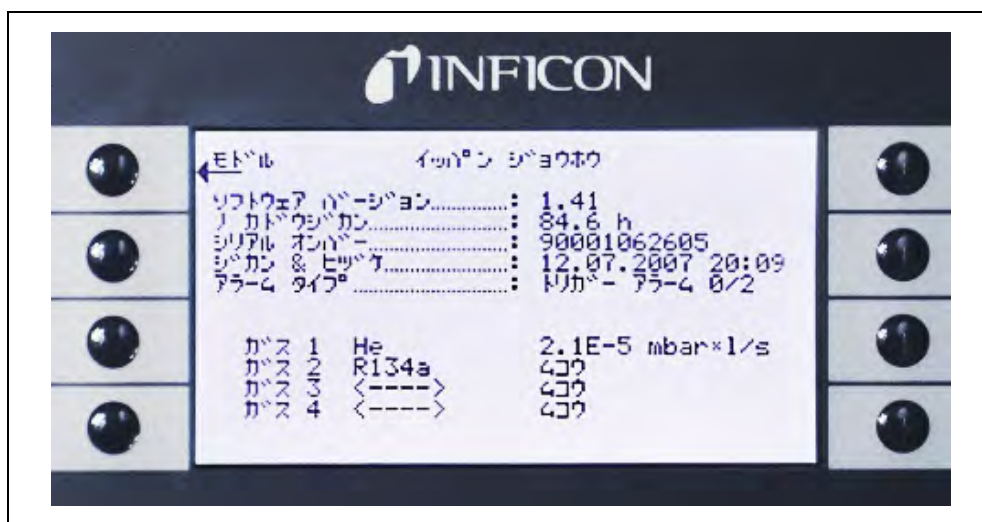 INFICON
モドル イッパン ジョウホウ
ソフトウェア バージョン: 1.41
ノ カドウジカン: 84.6 h
シリアル オンバー: 90001062605
ジカン & ヒヅケ: 12.07.2007 20:09
アラーム タイプ: トリガー アラーム 0/2
ガス 1 He 2.1E-5 mbar×l/s
ガス 2 R134a ムコウ
ガス 3 <----> ムコウ
ガス 4 <----> ムコウ